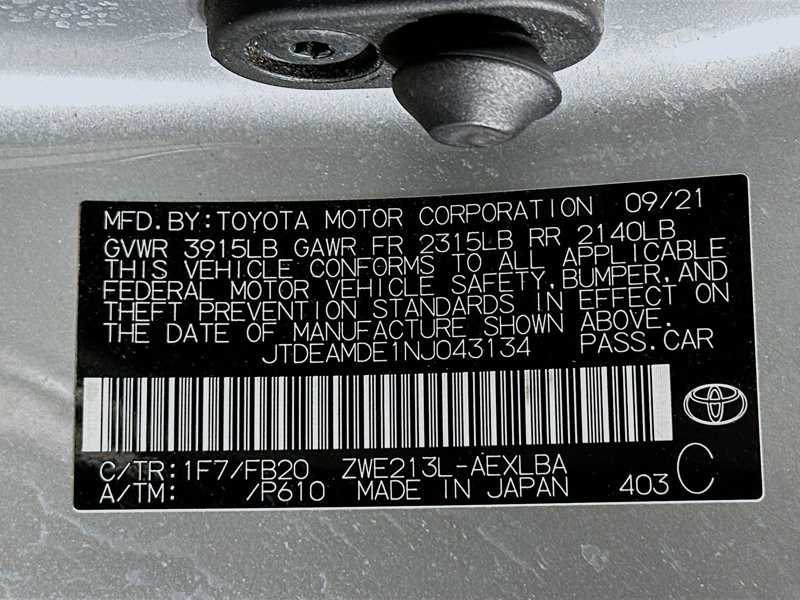 MFD.BY:TOYOTA MOTOR CORPORATION 09/21
GVWR 3915LB GAWR FR 2315LB RR 2140LB
THIS VEHICLE CONFORMS TO ALL APPLICABLE
FEDERAL MOTOR VEHICLE SAFETY,BUMPER,AND
THEFT PREVENTION STANDARDS IN EFFECT ON
THE DATE OF MANUFACTURE SHOWN ABOVE.
JTDEAMDE1NJ043134 PASS.CAR
C/TR:1F7/FB20 ZWE213L-AEXLBA
A/TM: /P610 MADE IN JAPAN 403 C